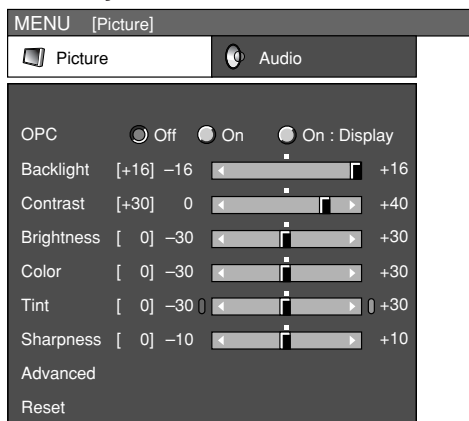 MENU [Picture]
Picture Audio
OPC Off On On : Display
Backlight [+16] –16 +16
Contrast [+30] 0 +40
Brightness [ 0] –30 +30
Color [ 0] –30 +30
Tint [ 0] –30 +30
Sharpness [ 0] –10 +10
Advanced
Reset